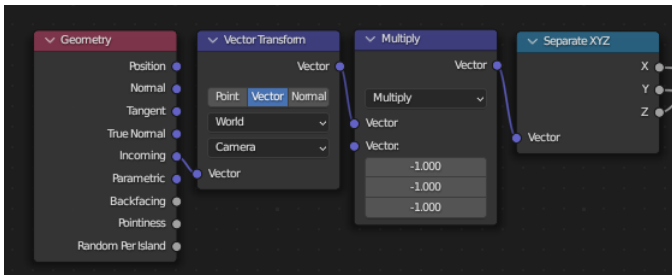 Geometry
Position
Normal
Tangent
True Normal
Incoming
Parametric
Backfacing
Pointiness
Random Per Island
Vector Transform
Vector
Point Vector Normal
World
Camera
Vector
Multiply
Vector
Multiply
Vector
Vector:
-1.000
-1.000
-1.000
Separate XYZ
X
Y
Z
Vector